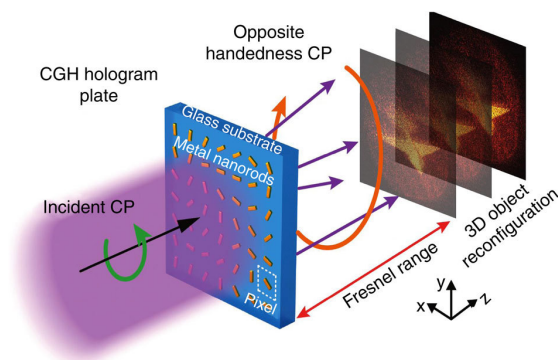 Opposite
handedness CP
CGH hologram
plate
Glass substrate
Metal nanorods
Incident CP
Pixel
Fresnel range
3D object
reconfiguration
y
x
z